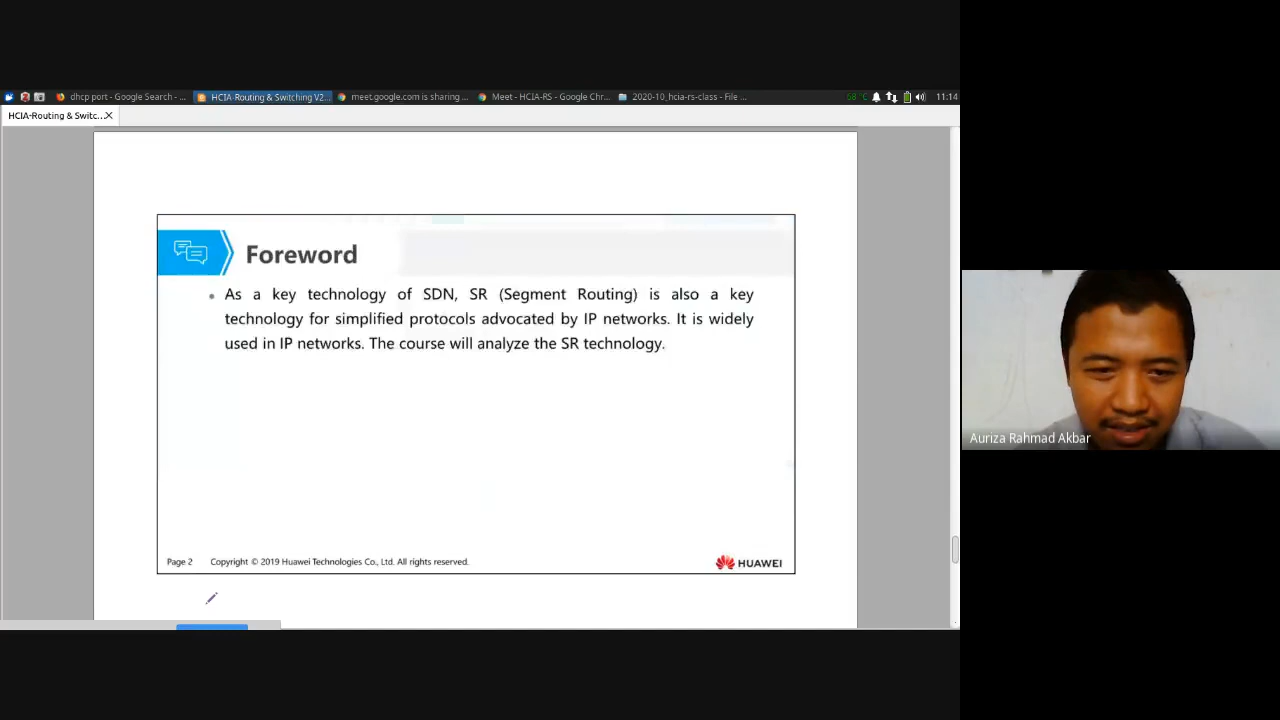 dhcp port - Google Search - ...
HCIA-Routing & Switching V2...
meet.google.com is sharing ...
Meet - HCIA-RS - Google Chr...
2020-10_hcia-rs-class - File ...
68 °C
11:14
HCIA-Routing & Switc...
Foreword
As a key technology of SDN, SR (Segment Routing) is also a key
technology for simplified protocols advocated by IP networks. It is widely
used in IP networks. The course will analyze the SR technology.
Auriza Rahmad Akbar
Page 2
Copyright © 2019 Huawei Technologies Co., Ltd. All rights reserved.
HUAWEI